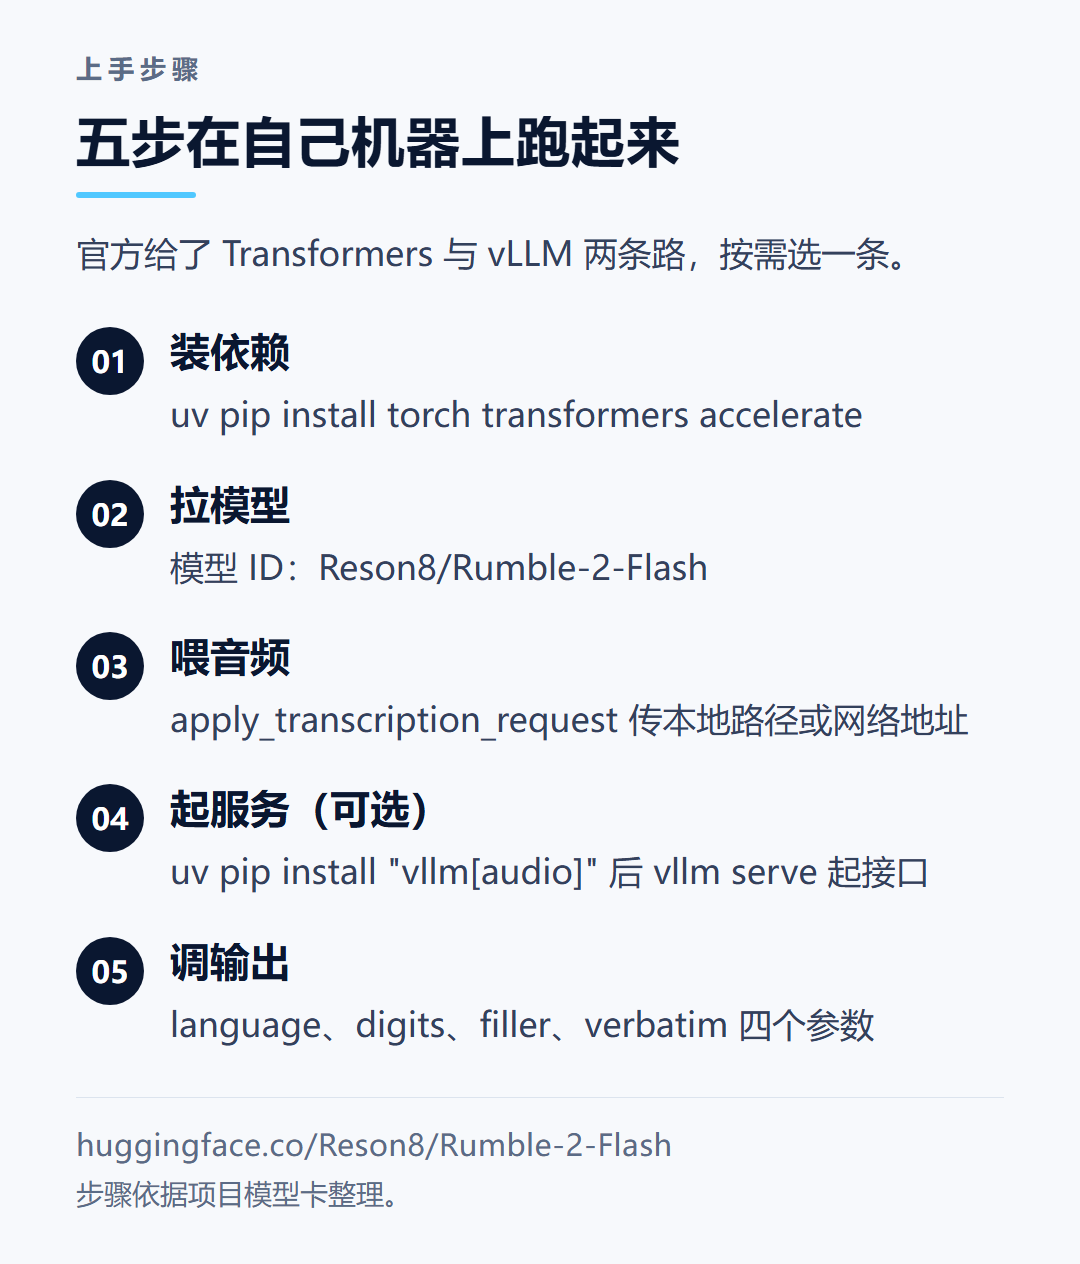 上手步骤
五步在自己机器上跑起来
官方给了 Transformers 与 vLLM 两条路，按需选一条。
01 装依赖
uv pip install torch transformers accelerate
02 拉模型
模型 ID：Reson8/Rumble-2-Flash
03 喂音频
apply_transcription_request 传本地路径或网络地址
04 起服务（可选）
uv pip install "vllm[audio]" 后 vllm serve 起接口
05 调输出
language、digits、filler、verbatim 四个参数
huggingface.co/Reson8/Rumble-2-Flash
步骤依据项目模型卡整理。